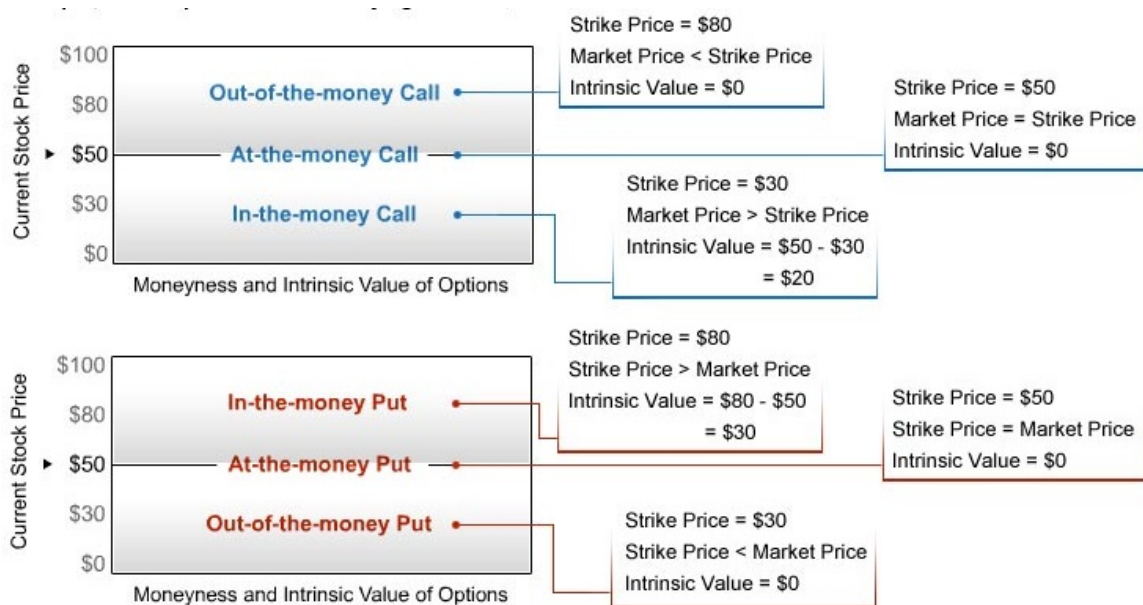 Strike Price = $80
Market Price < Strike Price
Intrinsic Value = $0
Current Stock Price
$100
$80
$50
$30
$0
Out-of-the-money Call
At-the-money Call
In-the-money Call
Strike Price = $50
Market Price = Strike Price
Intrinsic Value = $0
Strike Price = $30
Market Price > Strike Price
Intrinsic Value = $50 - $30
= $20
Moneyness and Intrinsic Value of Options
Current Stock Price
$100
$80
$50
$30
$0
In-the-money Put
At-the-money Put
Out-of-the-money Put
Strike Price = $80
Strike Price > Market Price
Intrinsic Value = $80 - $50
= $30
Strike Price = $50
Strike Price = Market Price
Intrinsic Value = $0
Strike Price = $30
Strike Price < Market Price
Intrinsic Value = $0
Moneyness and Intrinsic Value of Options